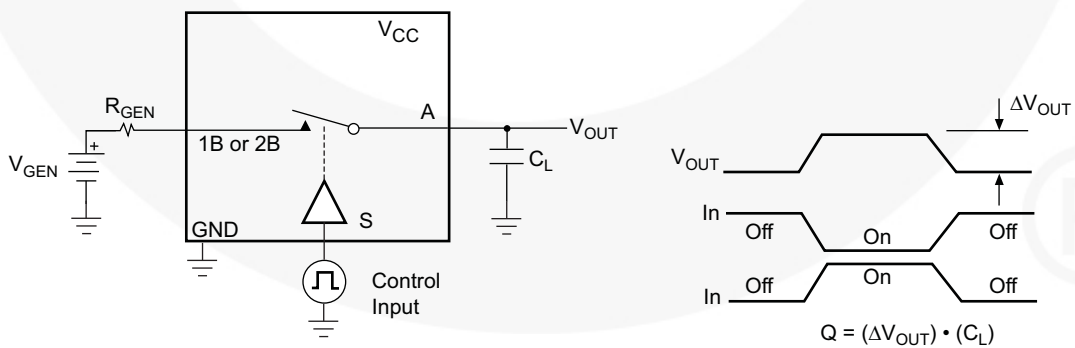 V_CC
R_GEN
1B or 2B
A
V_OUT
+
V_GEN
C_L
GND
S
Control
Input
ΔV_OUT
V_OUT
In
Off
On
Off
In
Off
On
Off
Q = (ΔV_OUT) • (C_L)